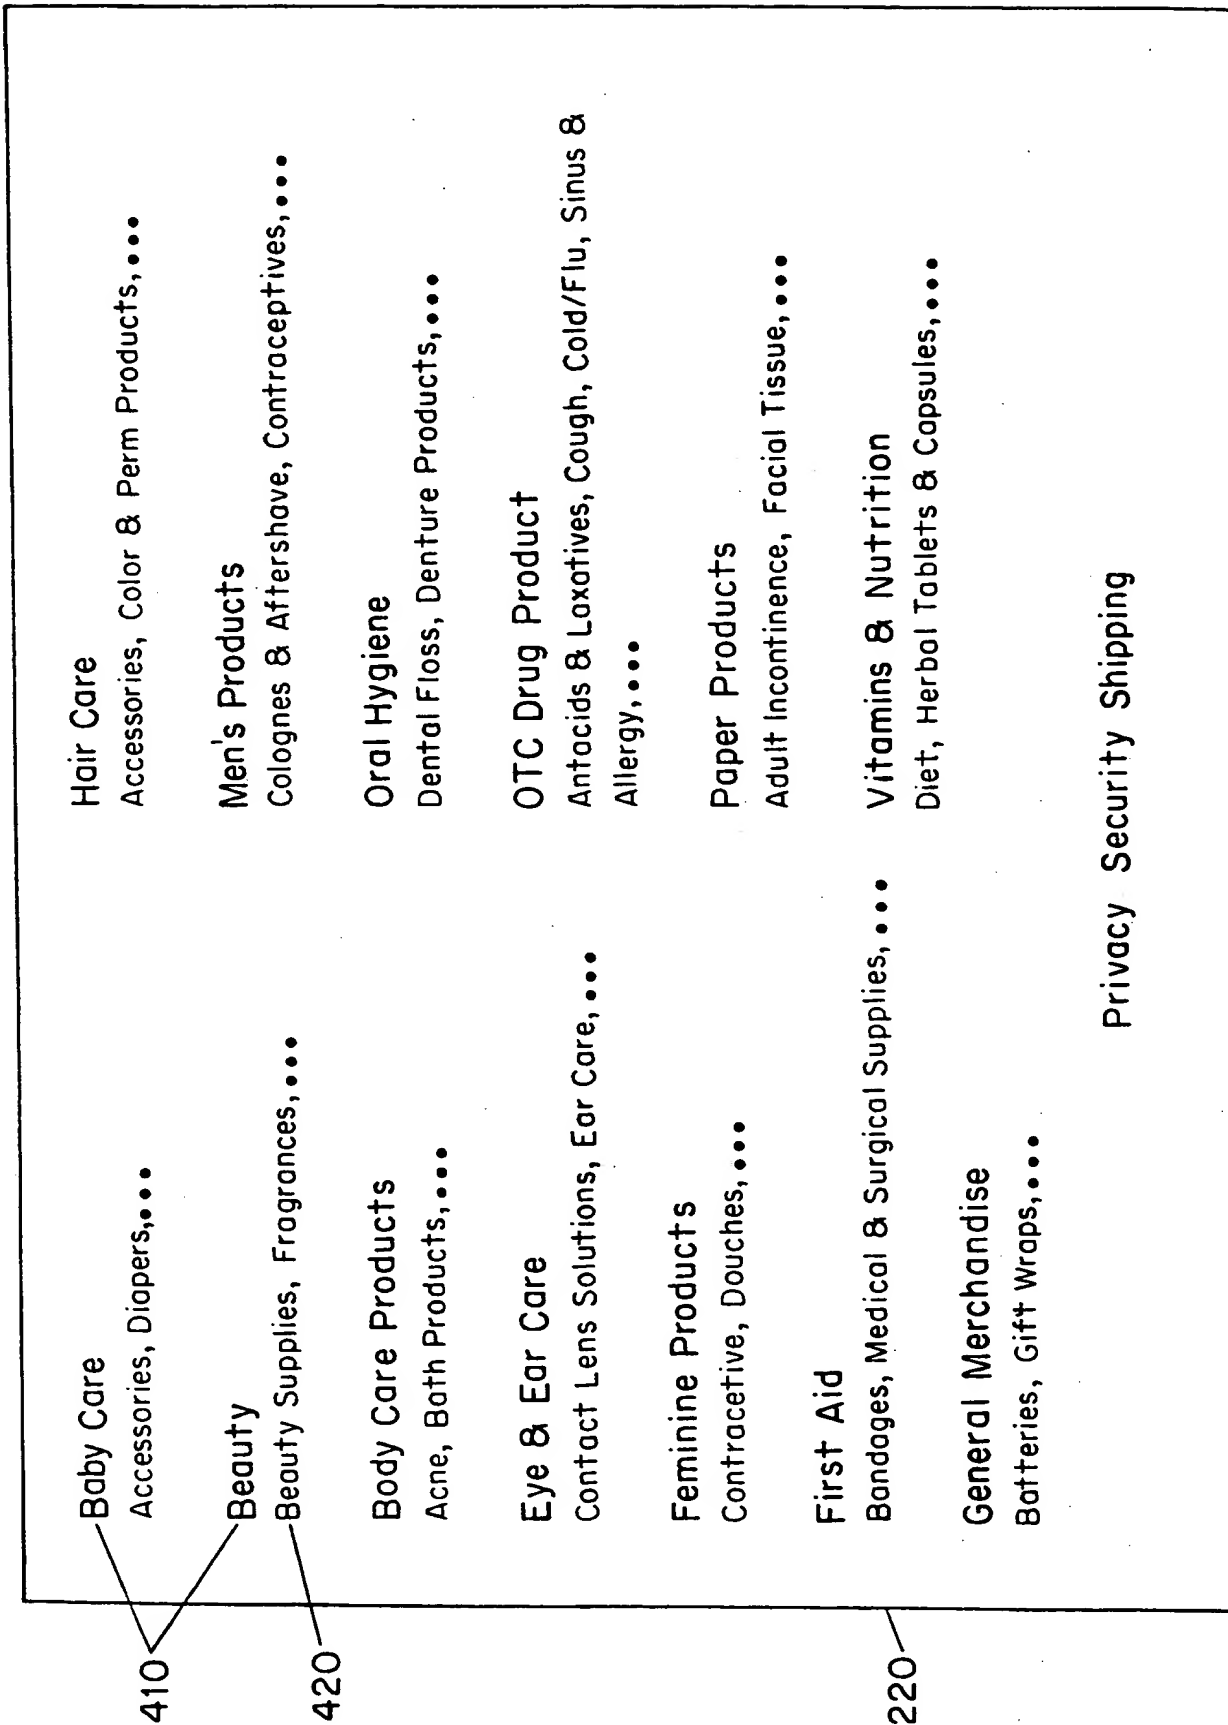 410
420
220
Baby Care
Accessories, Diapers,...
Beauty
Beauty Supplies, Fragrances,....
Body Care Products
Acne, Bath Products,....
Eye & Ear Care
Contact Lens Solutions, Ear Care,....
Feminine Products
Contracetive, Douches,....
First Aid
Bandages, Medical & Surgical Supplies,....
General Merchandise
Batteries, Gift Wraps,....
Hair Care
Accessories, Color & Perm Products,....
Men's Products
Colognes & Aftershave, Contraceptives,....
Oral Hygiene
Dental Floss, Denture Products,....
OTC Drug Product
Antacids & Laxatives, Cough, Cold/Flu, Sinus &
Allergy,....
Paper Products
Adult Incontinence, Facial Tissue,....
Vitamins & Nutrition
Diet, Herbal Tablets & Capsules,....
Privacy Security Shipping